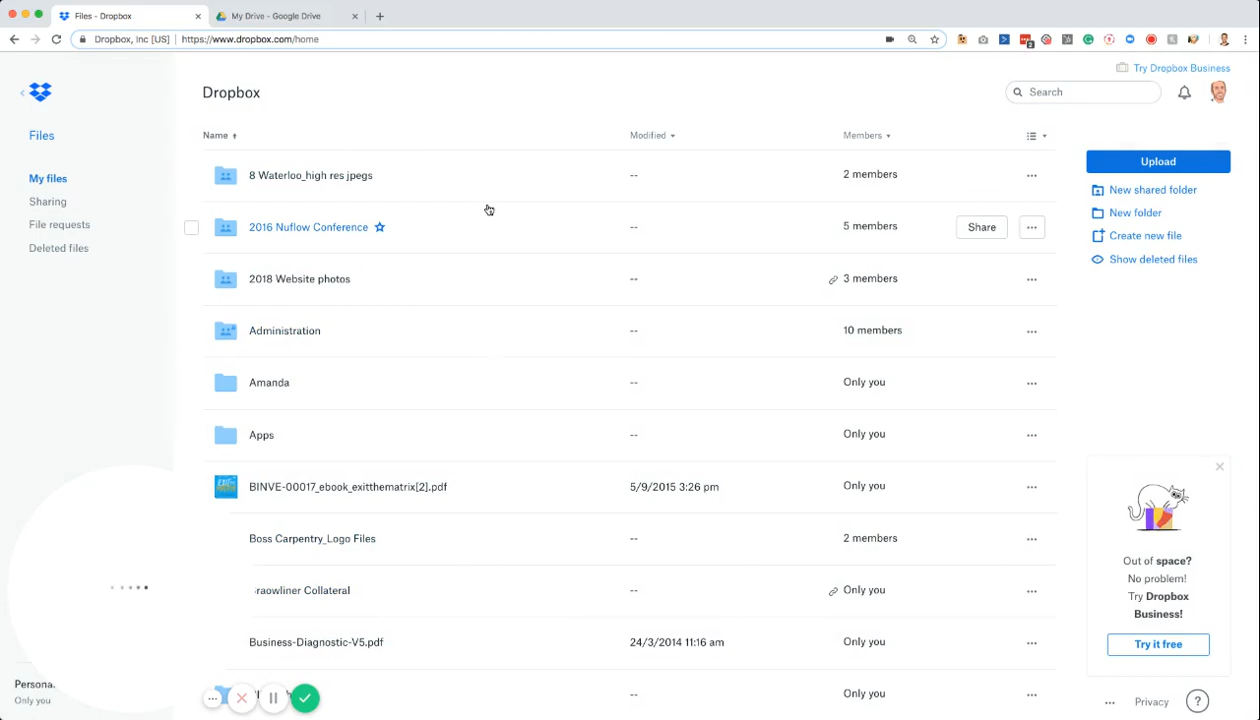 Files - Dropbox
My Drive - Google Drive
Dropbox, Inc [US]
https://www.dropbox.com/home
2
Try Dropbox Business
Dropbox
Search
Files
My files
Sharing
File requests
Deleted files
Name
Modified
Members
8 Waterloo_high res jpegs -- 2 members
2016 Nuflow Conference -- 5 members Share
2018 Website photos -- 3 members
Administration -- 10 members
Amanda -- Only you
Apps -- Only you
BINVE-00017_ebook_exitthematrix[2].pdf 5/9/2015 3:26 pm Only you
Boss Carpentry_Logo Files -- 2 members
raowliner Collateral -- Only you
Business-Diagnostic-V5.pdf 24/3/2014 11:16 am Only you
-- Only you
Upload
New shared folder
New folder
Create new file
Show deleted files
Out of space?
No problem!
Try Dropbox
Business!
Try it free
Persona
Only you
Privacy
?